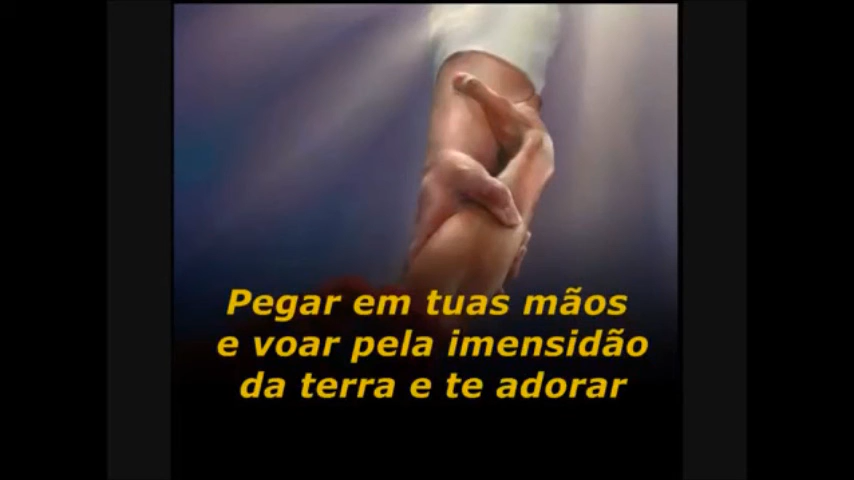 Pegar em tuas mãos
e voar pela imensidão
da terra e te adorar